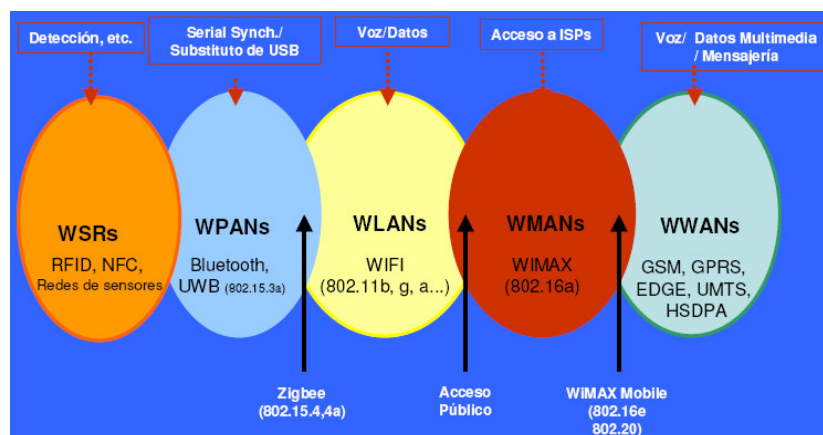 Detección, etc.
Serial Synch./
Substituto de USB
Voz/Datos
Acceso a ISPs
Voz/ Datos Multimedia
/ Mensajería
WSRs
RFID, NFC,
Redes de sensores
WPANs
Bluetooth,
UWB (802.15.3a)
WLANs
WIFI
(802.11b, g, a...)
WMANs
WIMAX
(802.16a)
WWANs
GSM, GPRS,
EDGE, UMTS,
HSDPA
Zigbee
(802.15.4,4a)
Acceso
Público
WiMAX Mobile
(802.16e
802.20)